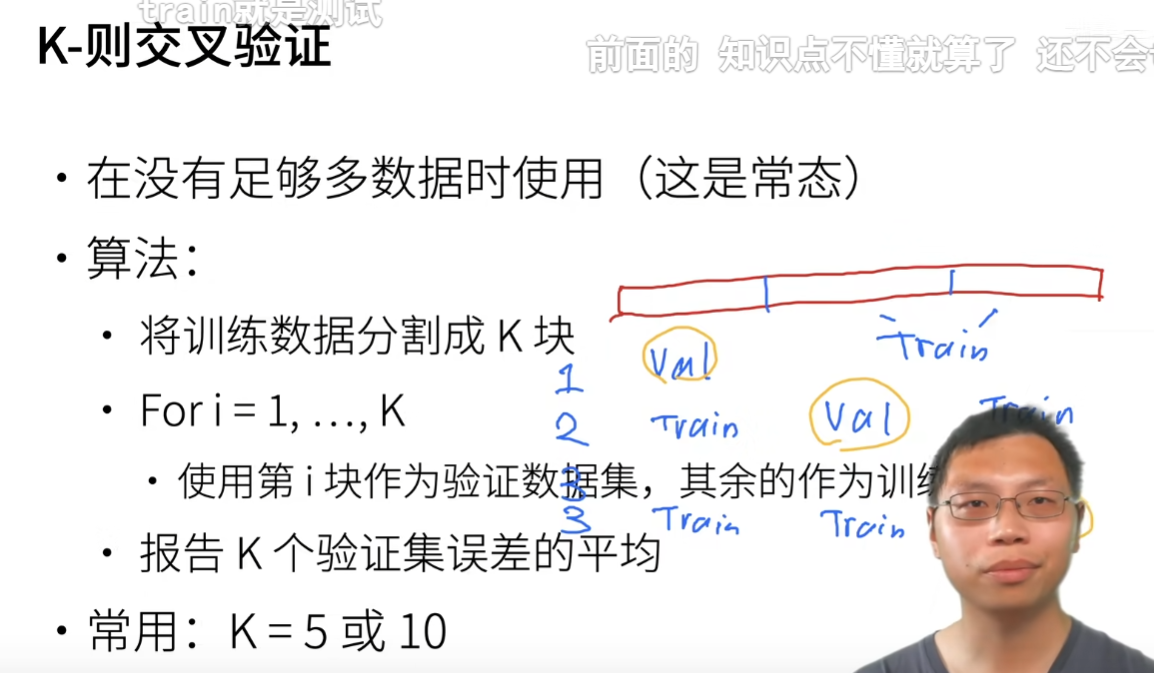 train就是测试
K-则交叉验证
前面的 知识点不懂就算了 还不会
• 在没有足够多数据时使用（这是常态）
• 算法：
• 将训练数据分割成 K 块
Train
Val
1
• For i = 1, …, K
2 Train Val Train
• 使用第 i 块作为验证数据集，其余的作为训练
3
3 Train Train
• 报告 K 个验证集误差的平均
• 常用：K = 5 或 10